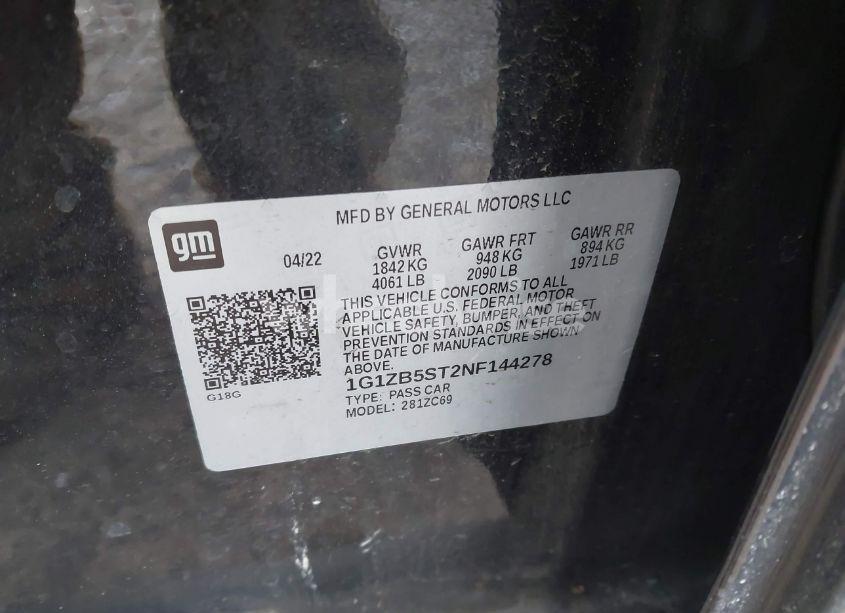 MFD BY GENERAL MOTORS LLC
gm
04/22
GVWR
1842 KG
4061 LB
GAWR FRT
948 KG
2090 LB
GAWR RR
894 KG
1971 LB
THIS VEHICLE CONFORMS TO ALL
APPLICABLE U.S. FEDERAL MOTOR
VEHICLE SAFETY, BUMPER, AND THEFT
PREVENTION STANDARDS IN EFFECT ON
THE DATE OF MANUFACTURE SHOWN
ABOVE.
1G1ZB5ST2NF144278
TYPE: PASS CAR
MODEL: 281ZC69
G18G